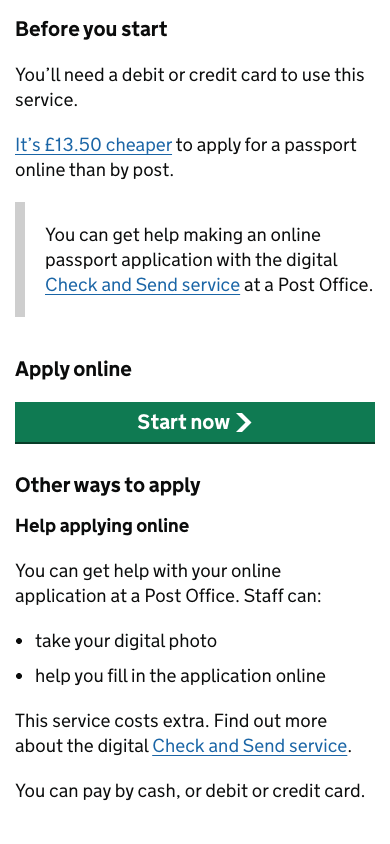 Before you start
You’ll need a debit or credit card to use this
service.
It’s £13.50 cheaper to apply for a passport
online than by post.
You can get help making an online
passport application with the digital
Check and Send service at a Post Office.
Apply online
Start now
Other ways to apply
Help applying online
You can get help with your online
application at a Post Office. Staff can:
• take your digital photo
• help you fill in the application online
This service costs extra. Find out more
about the digital Check and Send service.
You can pay by cash, or debit or credit card.